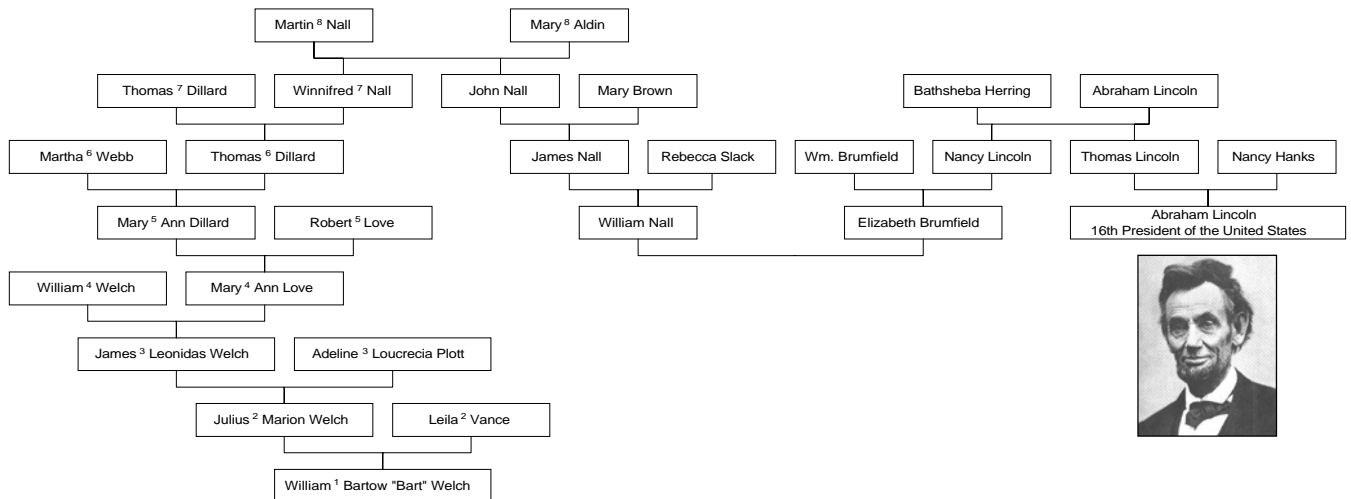 Martin ⁸ Nall
Mary ⁸ Aldin
Thomas ⁷ Dillard
Winnifred ⁷ Nall
John Nall
Mary Brown
Bathsheba Herring
Abraham Lincoln
Martha ⁶ Webb
Thomas ⁶ Dillard
James Nall
Rebecca Slack
Wm. Brumfield
Nancy Lincoln
Thomas Lincoln
Nancy Hanks
Mary ⁵ Ann Dillard
Robert ⁵ Love
William Nall
Elizabeth Brumfield
Abraham Lincoln
16th President of the United States
William ⁴ Welch
Mary ⁴ Ann Love
James ³ Leonidas Welch
Adeline ³ Loucrecia Plott
Julius ² Marion Welch
Leila ² Vance
William ¹ Bartow "Bart" Welch